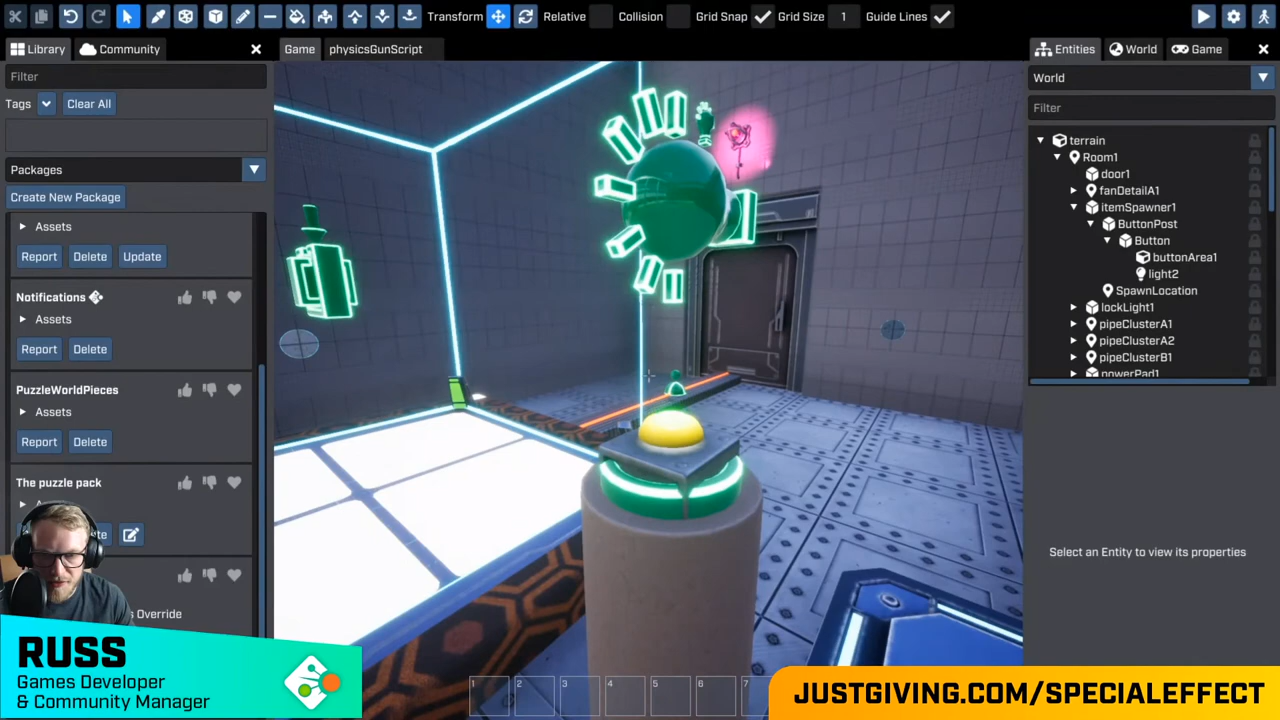 Transform
Relative
Collision
Grid Snap
Grid Size
1
Guide Lines
Library
Community
Game
physicsGunScript
Entities
World
Game
Filter
Tags
Clear All
Packages
Create New Package
Assets
Report
Delete
Update
Notifications
Assets
Report
Delete
PuzzleWorldPieces
Assets
Report
Delete
The puzzle pack
Override
World
Filter
terrain
Room1
door1
fanDetailA1
itemSpawner1
ButtonPost
Button
buttonArea1
light2
SpawnLocation
lockLight1
pipeClusterA1
pipeClusterA2
pipeClusterB1
powerPad1
Select an Entity to view its properties
1 2 3 4 5 6 7
RUSS
Games Developer
& Community Manager
JUSTGIVING.COM/SPECIALEFFECT